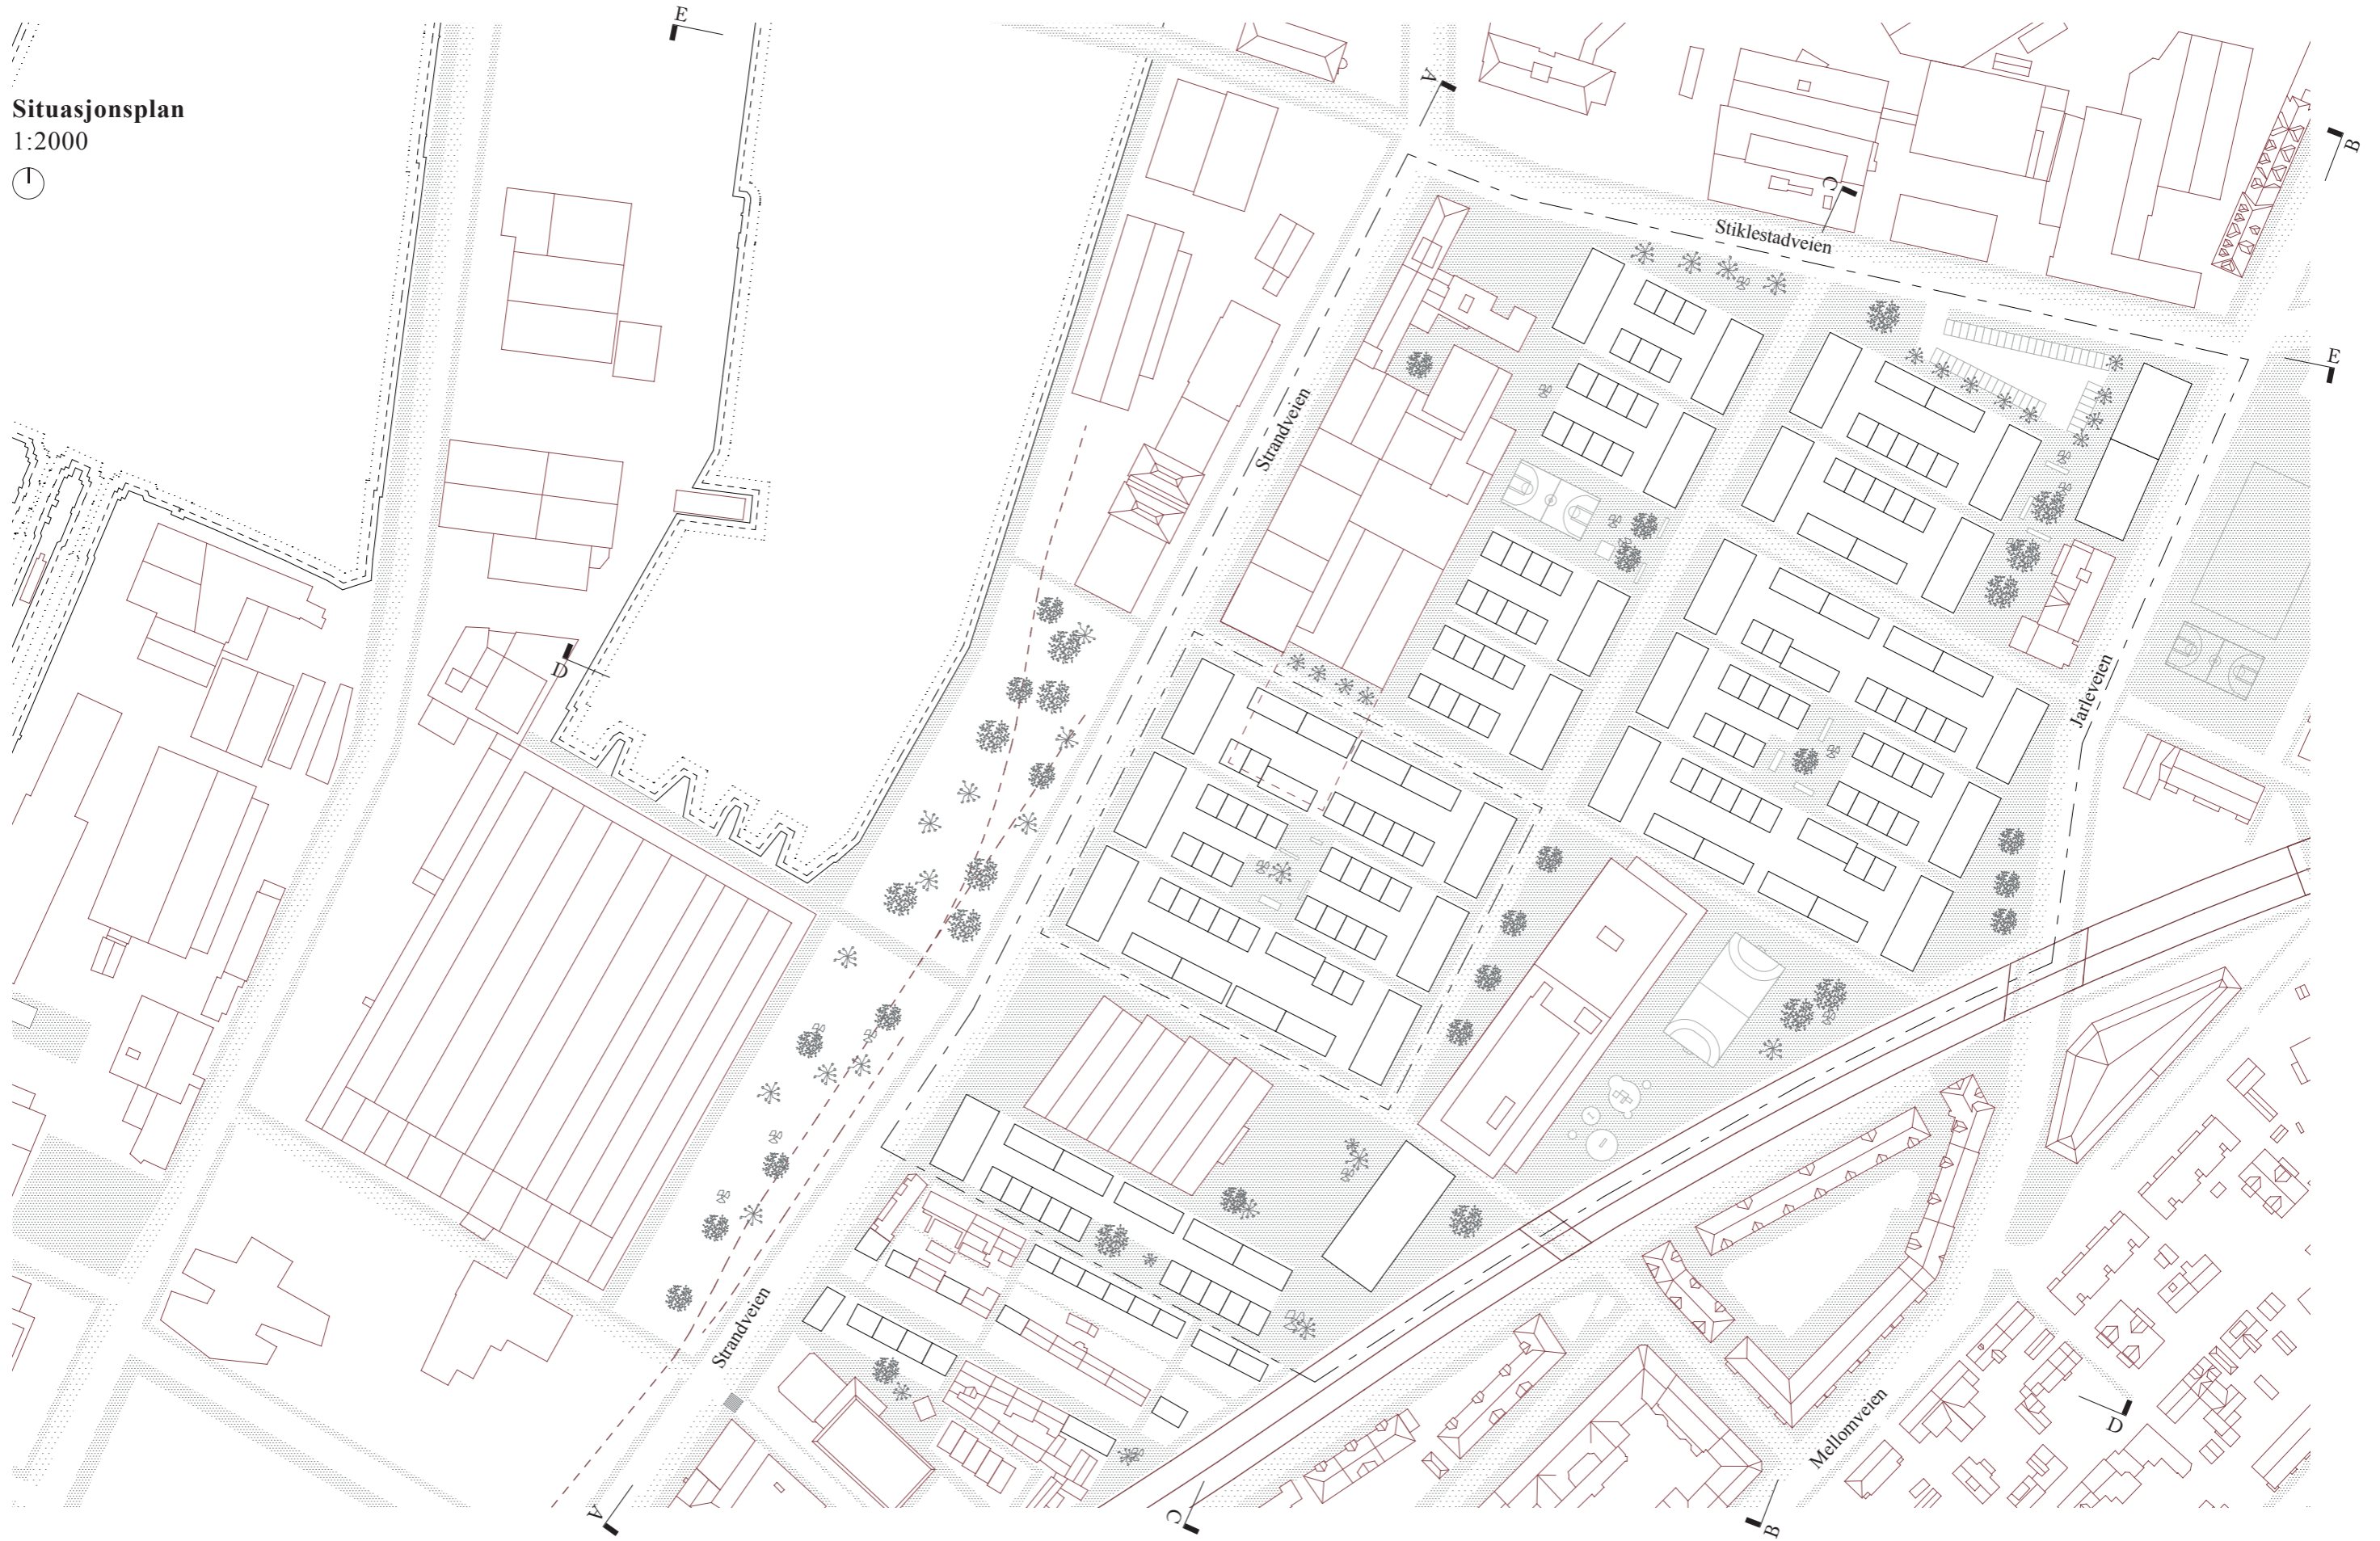 Situasjonsplan
1:2000
E
A
B
C
Stiklestadveien
E
Strandveien
D
Jarleveien
Strandveien
Mellomveien
D
A
C
B